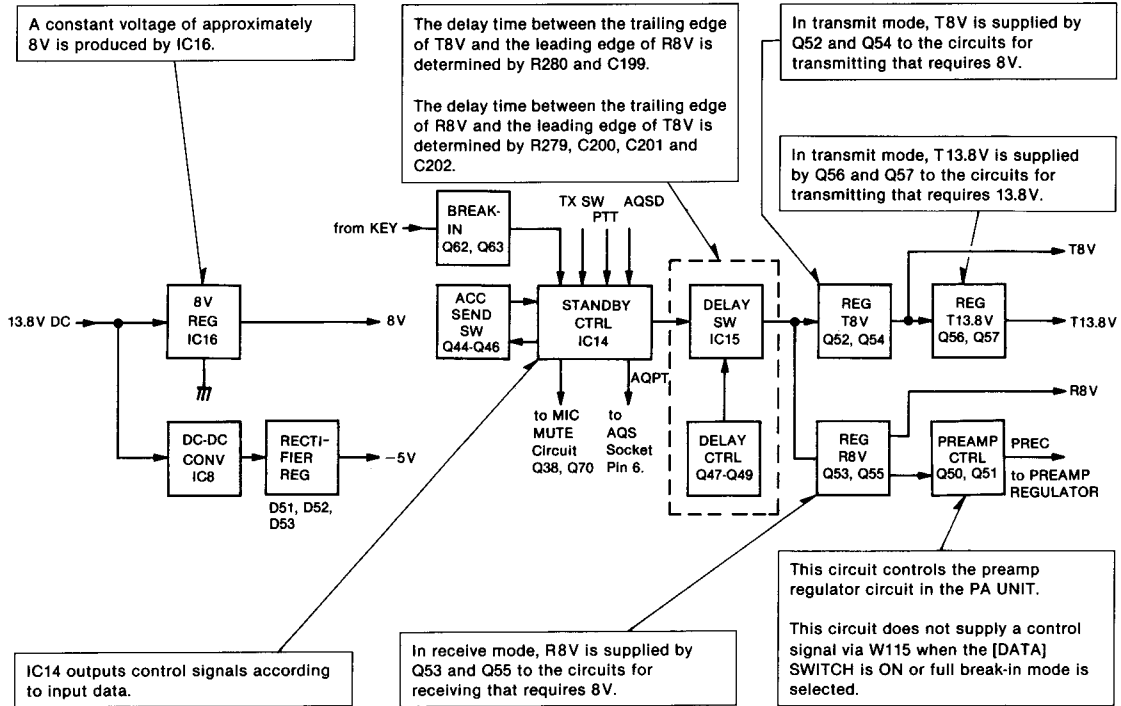 A constant voltage of approximately
8V is produced by IC16.
The delay time between the trailing edge
of T8V and the leading edge of R8V is
determined by R280 and C199.
The delay time between the trailing edge
of R8V and the leading edge of T8V is
determined by R279, C200, C201 and
C202.
In transmit mode, T8V is supplied by
Q52 and Q54 to the circuits for
transmitting that requires 8V.
In transmit mode, T13.8V is supplied
by Q56 and Q57 to the circuits for
transmitting that requires 13.8V.
from KEY
BREAK-
IN
Q62, Q63
TX SW
PTT
AQSD
T8V
13.8V DC
8V
REG
IC16
8V
ACC
SEND
SW
Q44-Q46
STANDBY
CTRL
IC14
DELAY
SW
IC15
REG
T8V
Q52, Q54
REG
T13.8V
Q56, Q57
T13.8V
AQPT
R8V
DC-DC
CONV
IC8
RECTI-
FIER
REG
-5V
D51, D52,
D53
to MIC
MUTE
Circuit
Q38, Q70
to
AQS
Socket
Pin 6.
DELAY
CTRL
Q47-Q49
REG
R8V
Q53, Q55
PREAMP
CTRL
Q50, Q51
PREC
to PREAMP
REGULATOR
IC14 outputs control signals according
to input data.
In receive mode, R8V is supplied by
Q53 and Q55 to the circuits for
receiving that requires 8V.
This circuit controls the preamp
regulator circuit in the PA UNIT.
This circuit does not supply a control
signal via W115 when the [DATA]
SWITCH is ON or full break-in mode is
selected.